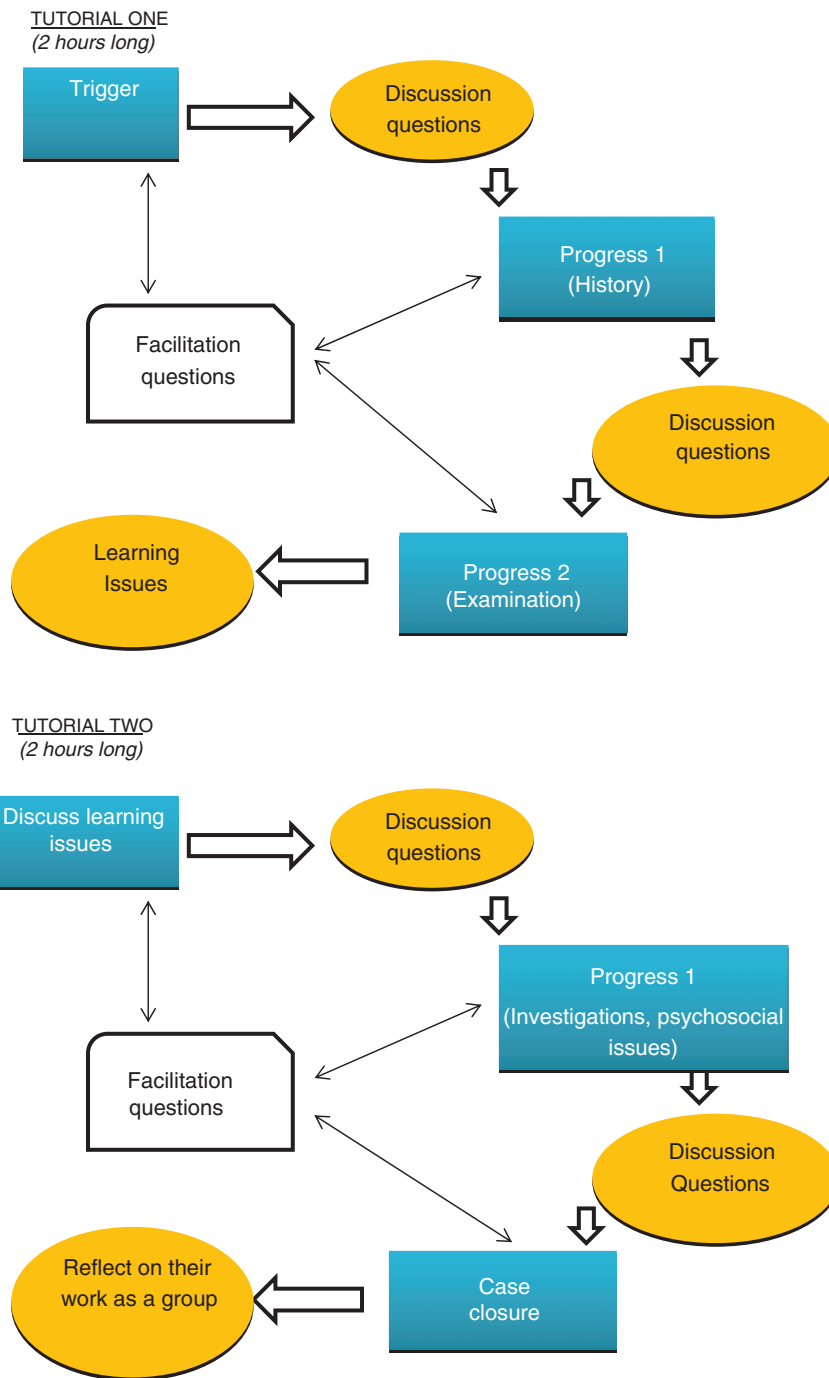 TUTORIAL ONE
(2 hours long)
Trigger
Discussion
questions
Progress 1
(History)
Facilitation
questions
Discussion
questions
Learning
Issues
Progress 2
(Examination)
TUTORIAL TWO
(2 hours long)
Discuss learning
issues
Discussion
questions
Progress 1
(Investigations, psychosocial
issues)
Facilitation
questions
Discussion
Questions
Reflect on their
work as a group
Case
closure